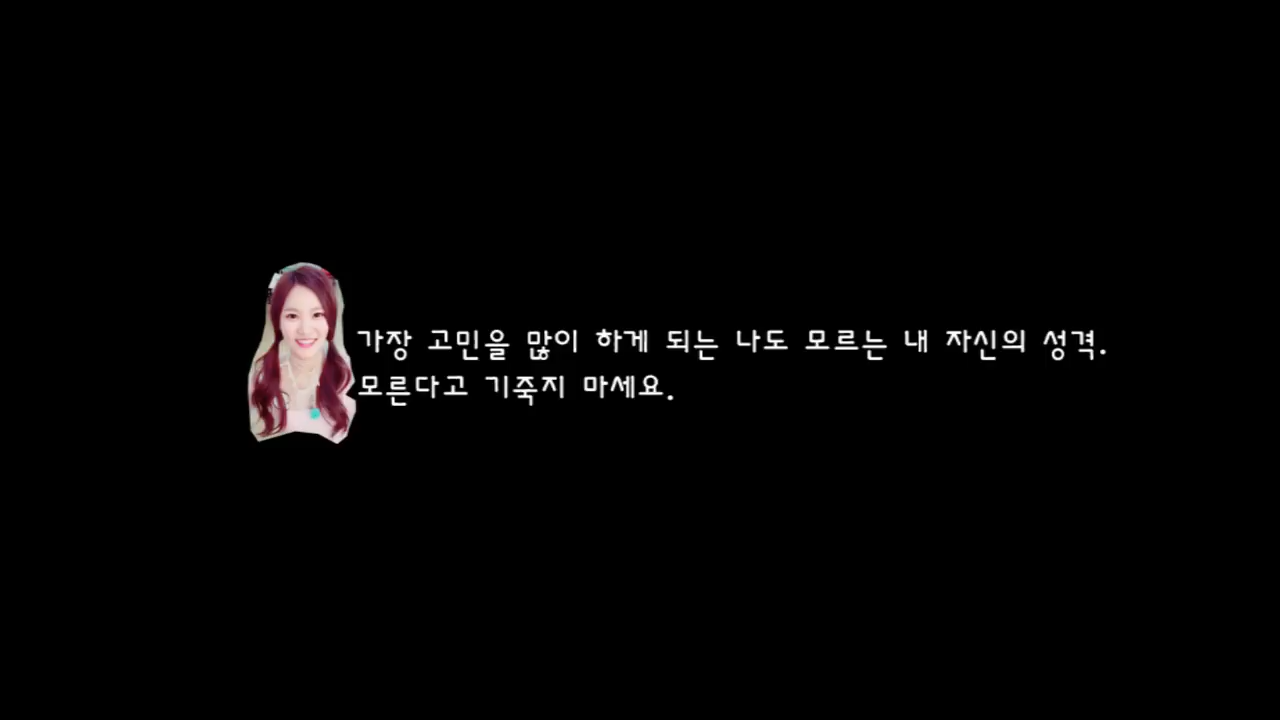 가장 고민을 많이 하게 되는 나도 모르는 내 자신의 성격.
모른다고 기죽지 마세요.